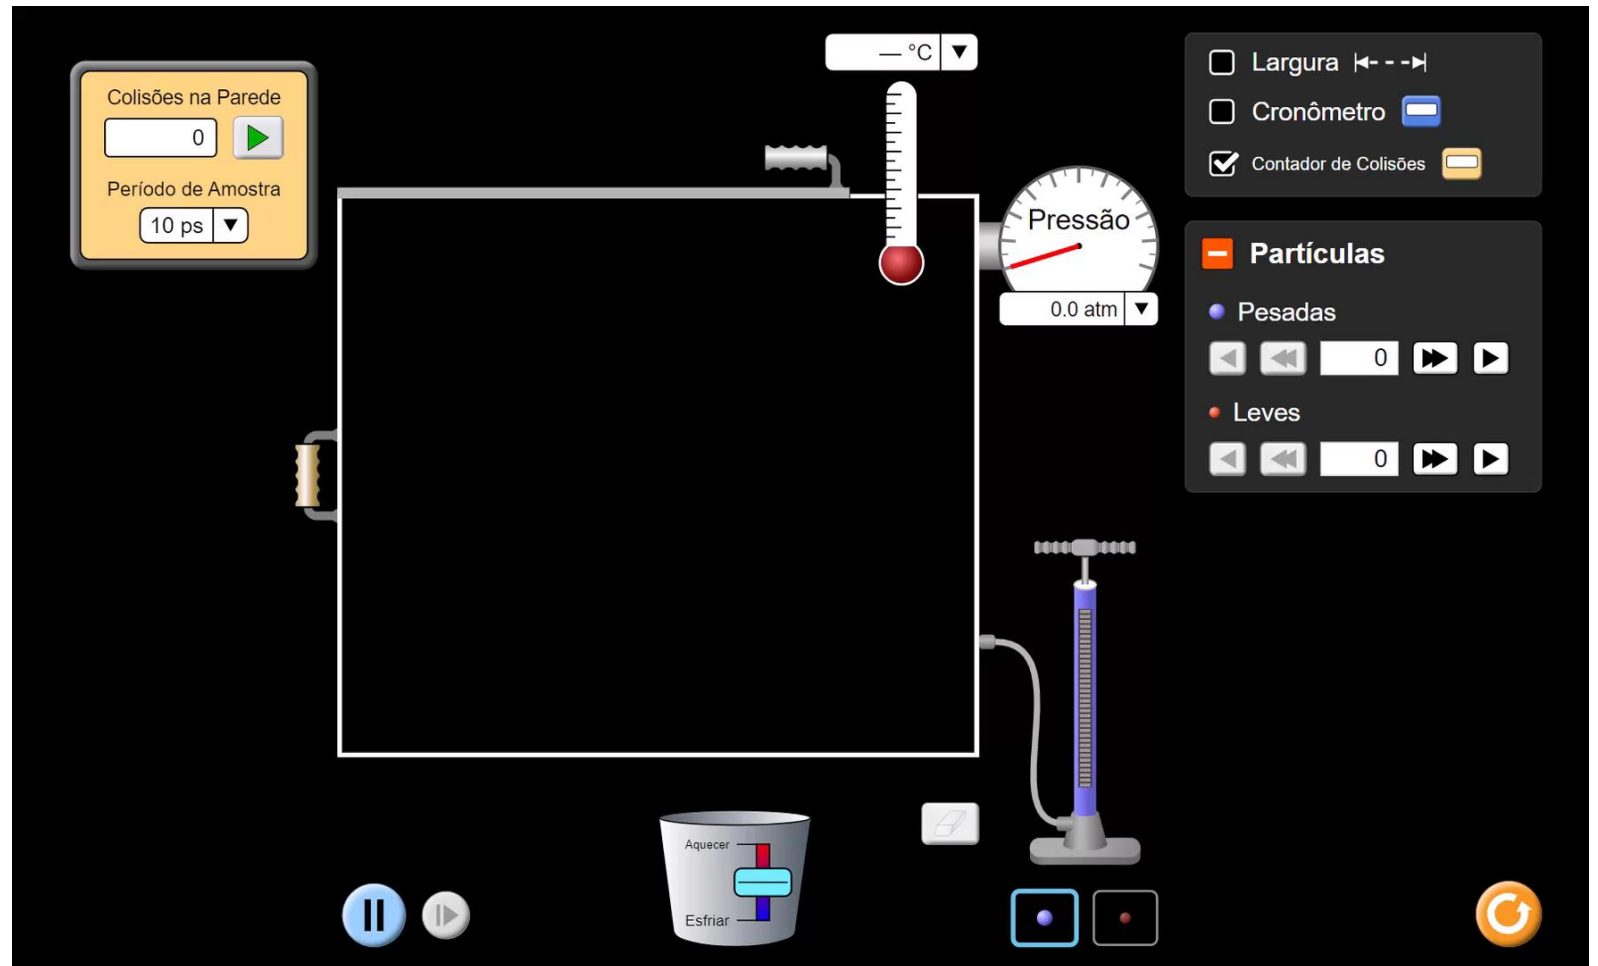 Colisões na Parede
0
Período de Amostra
10 ps
— °C
Pressão
0.0 atm
Largura
Cronômetro
Contador de Colisões
Partículas
Pesadas
0
Leves
0
Aquecer
Esfriar